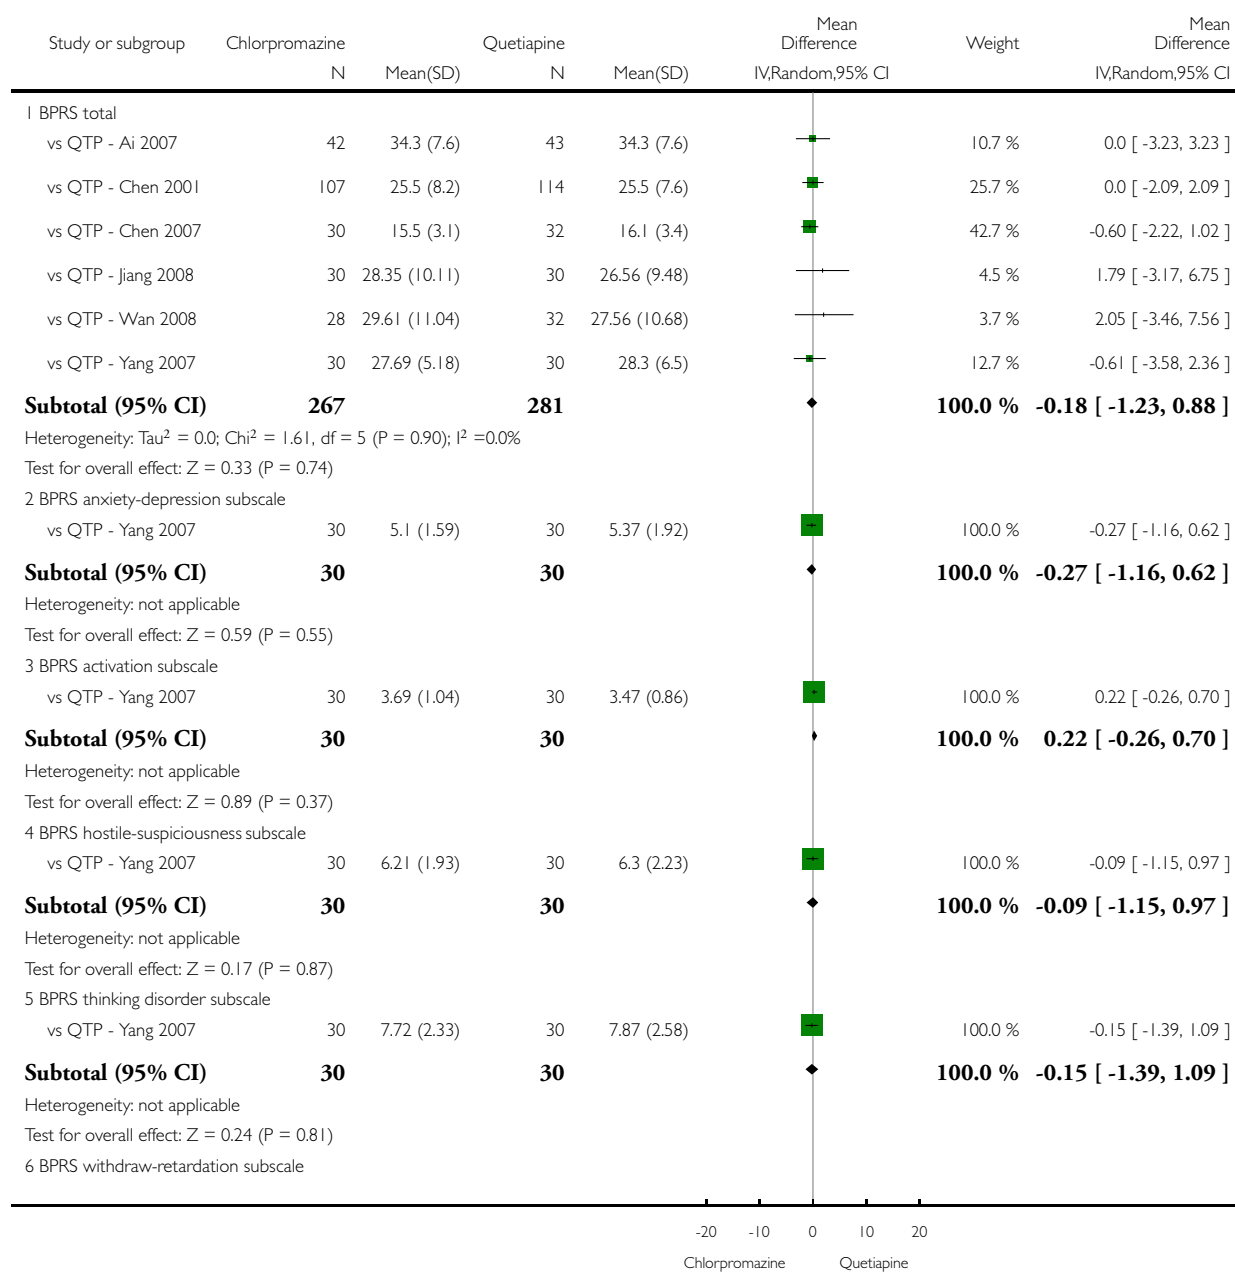 Study or subgroup Chlorpromazine Quetiapine Mean Difference Weight Mean Difference
N Mean(SD) N Mean(SD) IV,Random,95% CI IV,Random,95% CI
1 BPRS total
vs QTP - Ai 2007 42 34.3 (7.6) 43 34.3 (7.6) 10.7 % 0.0 [ -3.23, 3.23 ]
vs QTP - Chen 2001 107 25.5 (8.2) 114 25.5 (7.6) 25.7 % 0.0 [ -2.09, 2.09 ]
vs QTP - Chen 2007 30 15.5 (3.1) 32 16.1 (3.4) 42.7 % -0.60 [ -2.22, 1.02 ]
vs QTP - Jiang 2008 30 28.35 (10.11) 30 26.56 (9.48) 4.5 % 1.79 [ -3.17, 6.75 ]
vs QTP - Wan 2008 28 29.61 (11.04) 32 27.56 (10.68) 3.7 % 2.05 [ -3.46, 7.56 ]
vs QTP - Yang 2007 30 27.69 (5.18) 30 28.3 (6.5) 12.7 % -0.61 [ -3.58, 2.36 ]
Subtotal (95% CI) 267 281 100.0 % -0.18 [ -1.23, 0.88 ]
Heterogeneity: Tau² = 0.0; Chi² = 1.61, df = 5 (P = 0.90); I² =0.0%
Test for overall effect: Z = 0.33 (P = 0.74)
2 BPRS anxiety-depression subscale
vs QTP - Yang 2007 30 5.1 (1.59) 30 5.37 (1.92) 100.0 % -0.27 [ -1.16, 0.62 ]
Subtotal (95% CI) 30 30 100.0 % -0.27 [ -1.16, 0.62 ]
Heterogeneity: not applicable
Test for overall effect: Z = 0.59 (P = 0.55)
3 BPRS activation subscale
vs QTP - Yang 2007 30 3.69 (1.04) 30 3.47 (0.86) 100.0 % 0.22 [ -0.26, 0.70 ]
Subtotal (95% CI) 30 30 100.0 % 0.22 [ -0.26, 0.70 ]
Heterogeneity: not applicable
Test for overall effect: Z = 0.89 (P = 0.37)
4 BPRS hostile-suspiciousness subscale
vs QTP - Yang 2007 30 6.21 (1.93) 30 6.3 (2.23) 100.0 % -0.09 [ -1.15, 0.97 ]
Subtotal (95% CI) 30 30 100.0 % -0.09 [ -1.15, 0.97 ]
Heterogeneity: not applicable
Test for overall effect: Z = 0.17 (P = 0.87)
5 BPRS thinking disorder subscale
vs QTP - Yang 2007 30 7.72 (2.33) 30 7.87 (2.58) 100.0 % -0.15 [ -1.39, 1.09 ]
Subtotal (95% CI) 30 30 100.0 % -0.15 [ -1.39, 1.09 ]
Heterogeneity: not applicable
Test for overall effect: Z = 0.24 (P = 0.81)
6 BPRS withdraw-retardation subscale
-20 -10 0 10 20
Chlorpromazine Quetiapine